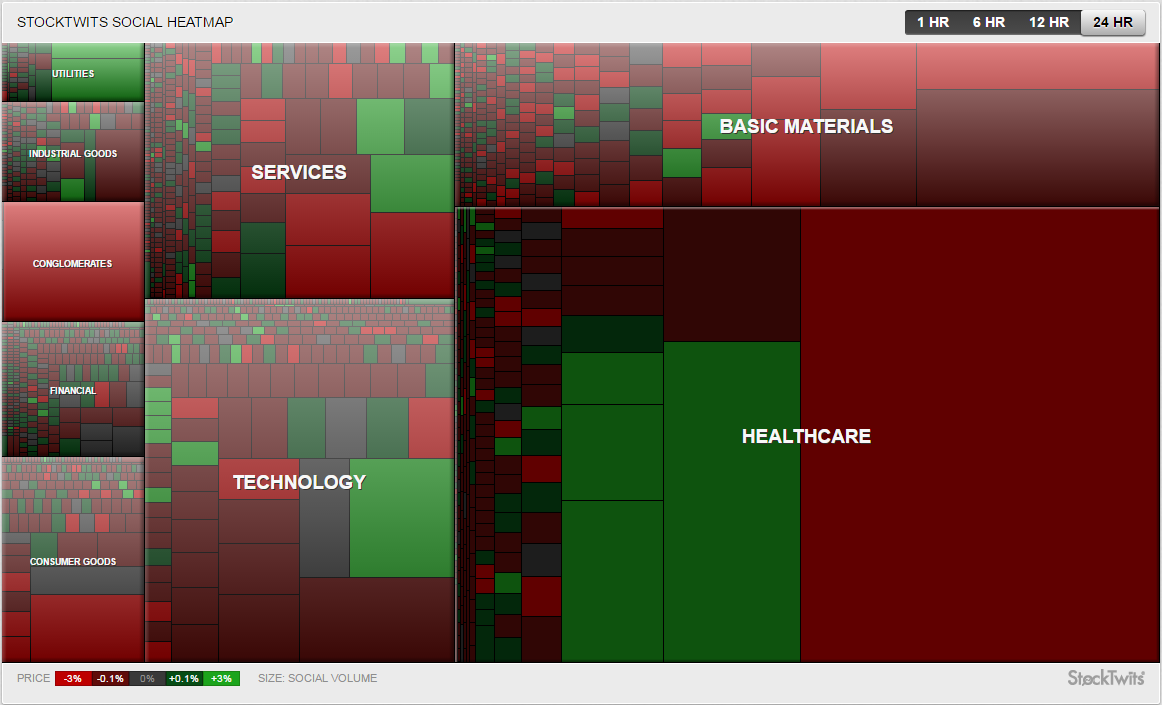 STOCKTWITS SOCIAL HEATMAP
1 HR 6 HR 12 HR 24 HR
UTILITIES
INDUSTRIAL GOODS
CONGLOMERATES
FINANCIAL
CONSUMER GOODS
SERVICES
TECHNOLOGY
BASIC MATERIALS
HEALTHCARE
PRICE -3% -0.1% 0% +0.1% +3% SIZE: SOCIAL VOLUME
StockTwits